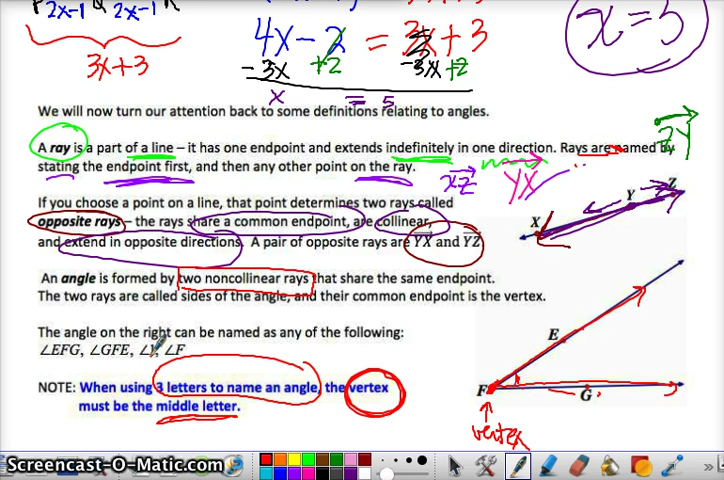 2x-1 Q 2x-1
3x+3
4x - 2 = 3x + 3
-3x +2 -3x +2
x = 5
x = 5
We will now turn our attention back to some definitions relating to angles.
A ray is a part of a line – it has one endpoint and extends indefinitely in one direction. Rays are named by
stating the endpoint first, and then any other point on the ray.
XZ YX ZY
If you choose a point on a line, that point determines two rays called
opposite rays – the rays share a common endpoint, are collinear,
and extend in opposite directions. A pair of opposite rays are YX and YZ
X Y Z
An angle is formed by two noncollinear rays that share the same endpoint.
The two rays are called sides of the angle, and their common endpoint is the vertex.
The angle on the right can be named as any of the following:
∠EFG, ∠GFE, ∠F
E
F G
vertex
NOTE: When using 3 letters to name an angle, the vertex
must be the middle letter.
Screencast-O-Matic.com